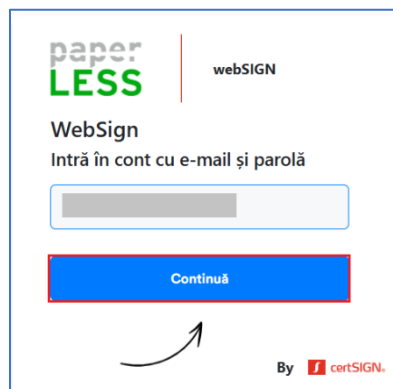 paper
LESS
webSIGN
WebSign
Intră în cont cu e-mail și parolă
Continuă
By certSIGN.